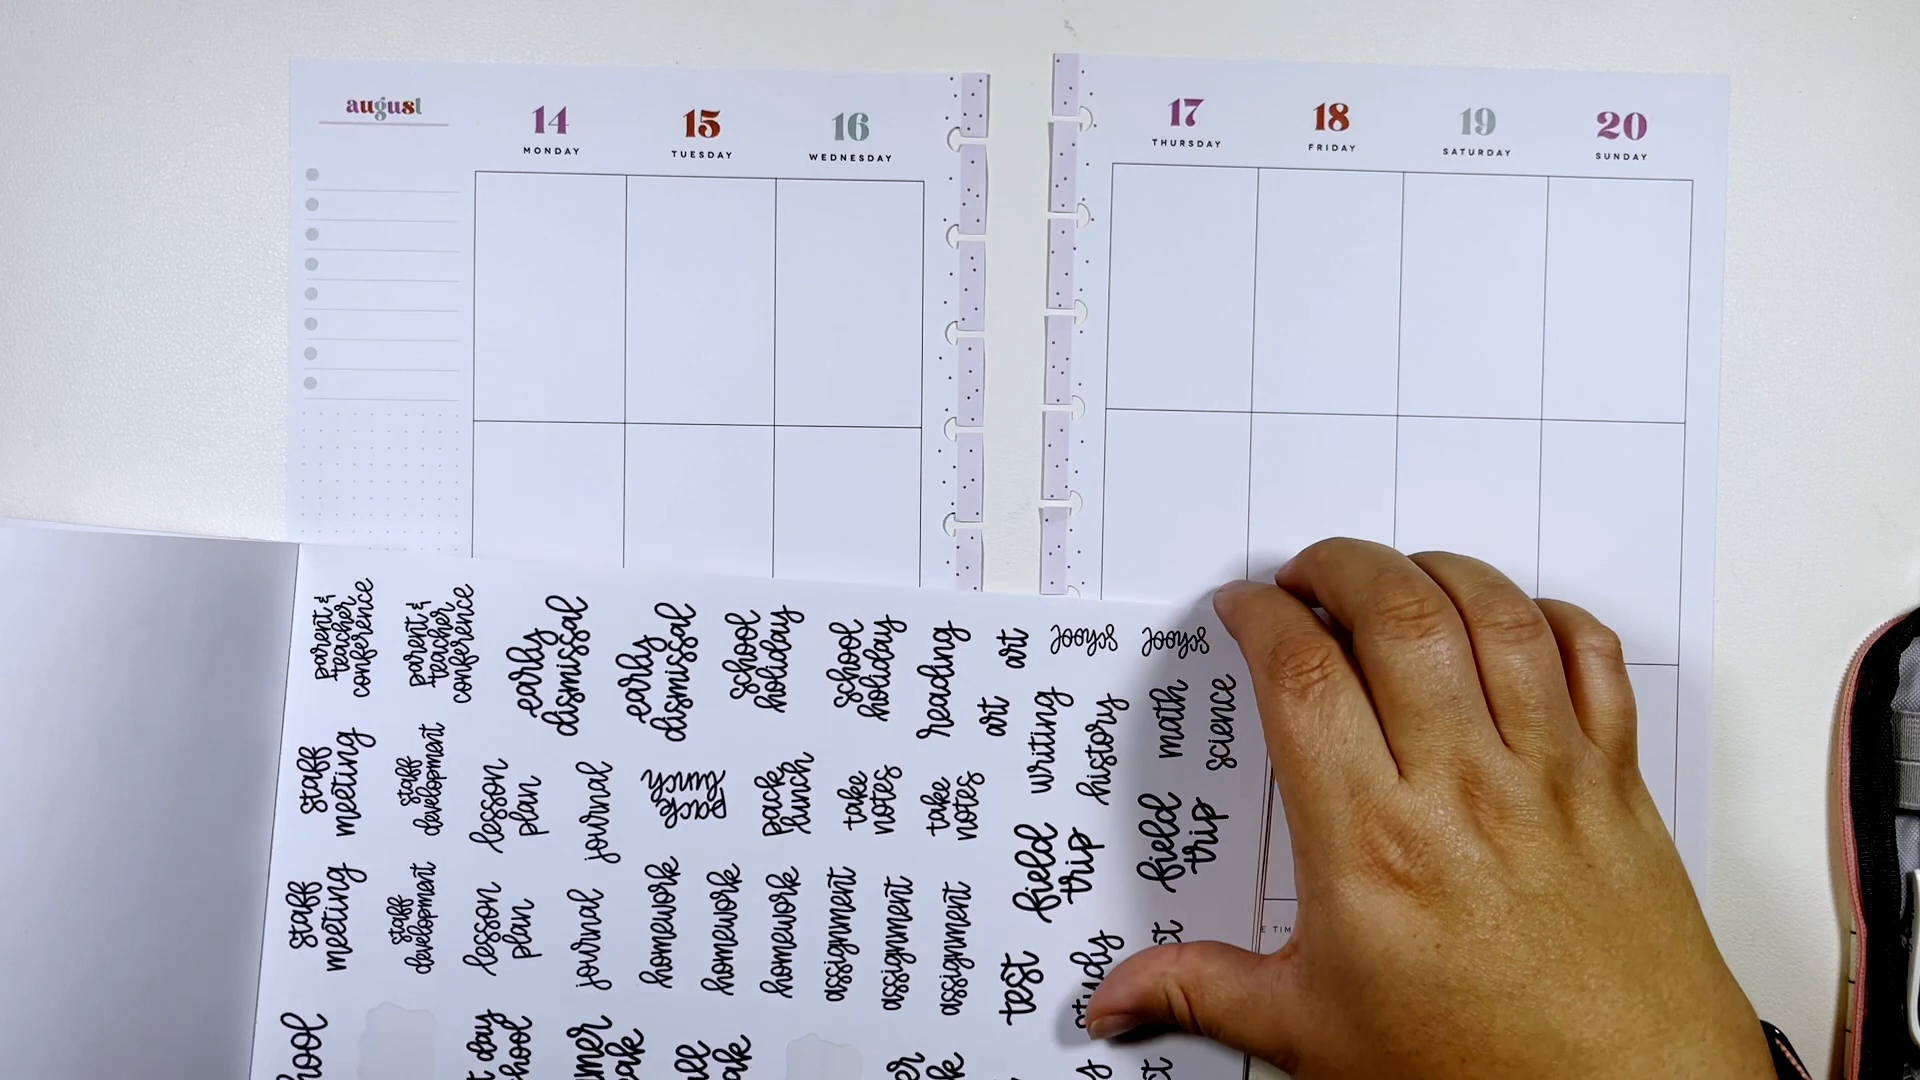 august
14
MONDAY
15
TUESDAY
16
WEDNESDAY
17
THURSDAY
18
FRIDAY
19
SATURDAY
20
SUNDAY
parent &
teacher
conference
parent &
teacher
conference
early
dismissal
early
dismissal
school
holiday
school
holiday
reading
art
art
school
school
writing
history
math
science
staff
meeting
staff
development
lesson
plan
journal
pack
lunch
pack
lunch
take
notes
take
notes
field
trip
field
trip
staff
meeting
staff
development
lesson
plan
journal
homework
homework
homework
assignment
assignment
assignment
test
study
day